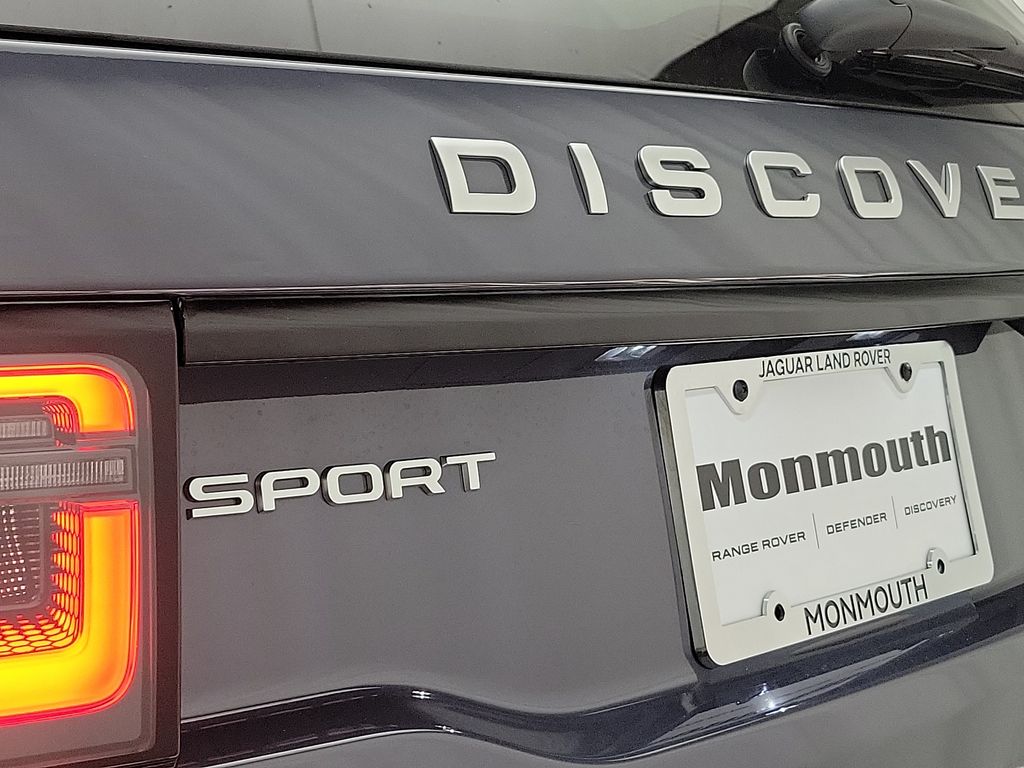 DISCOVE
SPORT
JAGUAR LAND ROVER
Monmouth
RANGE ROVER | DEFENDER | DISCOVERY
MONMOUTH